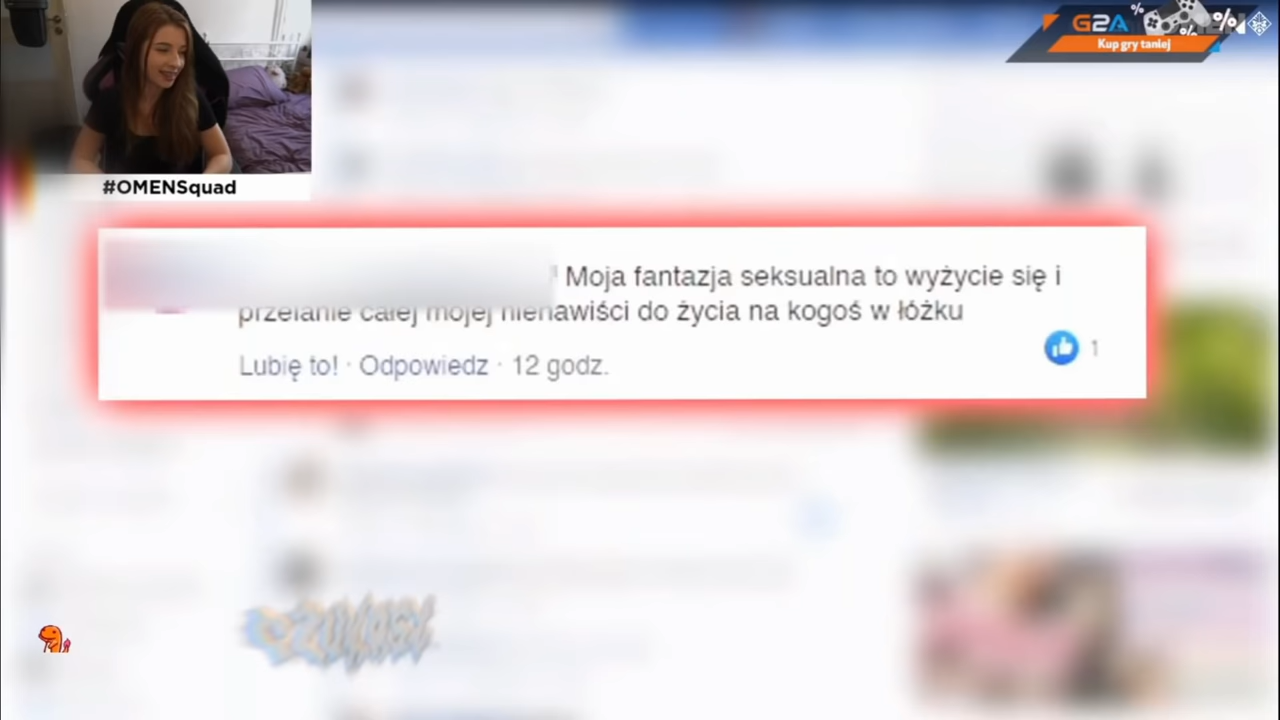 G2A
Kup gry taniej
#OMENSquad
Moja fantazja seksualna to wyżycie się i
przelanie całej mojej nienawiści do życia na kogoś w łóżku
Lubię to! · Odpowiedz · 12 godz.
1